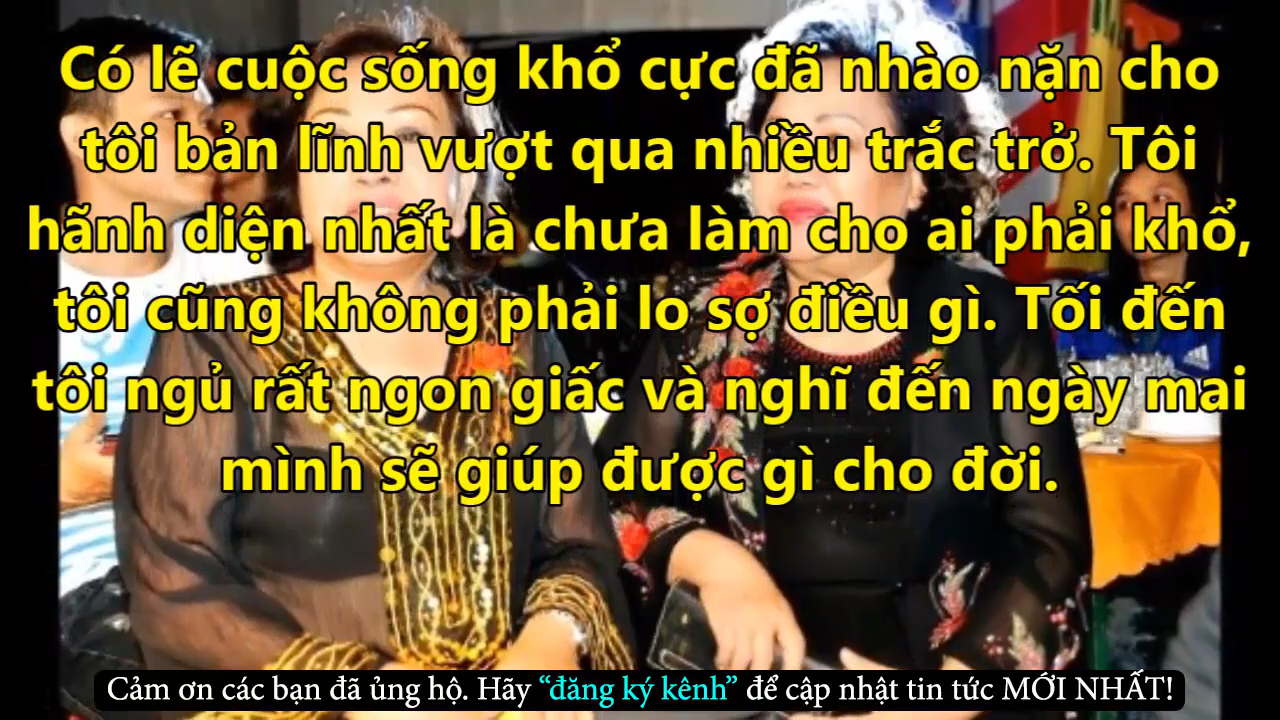 Có lẽ cuộc sống khổ cực đã nhào nặn cho
tôi bản lĩnh vượt qua nhiều trắc trở. Tôi
hãnh diện nhất là chưa làm cho ai phải khổ,
tôi cũng không phải lo sợ điều gì. Tối đến
tôi ngủ rất ngon giấc và nghĩ đến ngày mai
mình sẽ giúp được gì cho đời.
Cảm ơn các bạn đã ủng hộ. Hãy “đăng ký kênh” để cập nhật tin tức MỚI NHẤT!